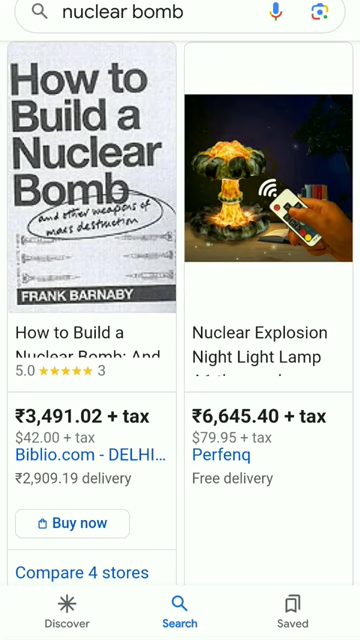 nuclear bomb
How to
Build a
Nuclear
Bomb
and other weapons of
mass destruction
FRANK BARNABY
How to Build a
Nuclear Bomb: And
5.0 ★★★★★ 3
₹3,491.02 + tax
$42.00 + tax
Biblio.com - DELHI...
₹2,909.19 delivery
Buy now
Compare 4 stores
Nuclear Explosion
Night Light Lamp
₹6,645.40 + tax
$79.95 + tax
Perfenq
Free delivery
Discover
Search
Saved